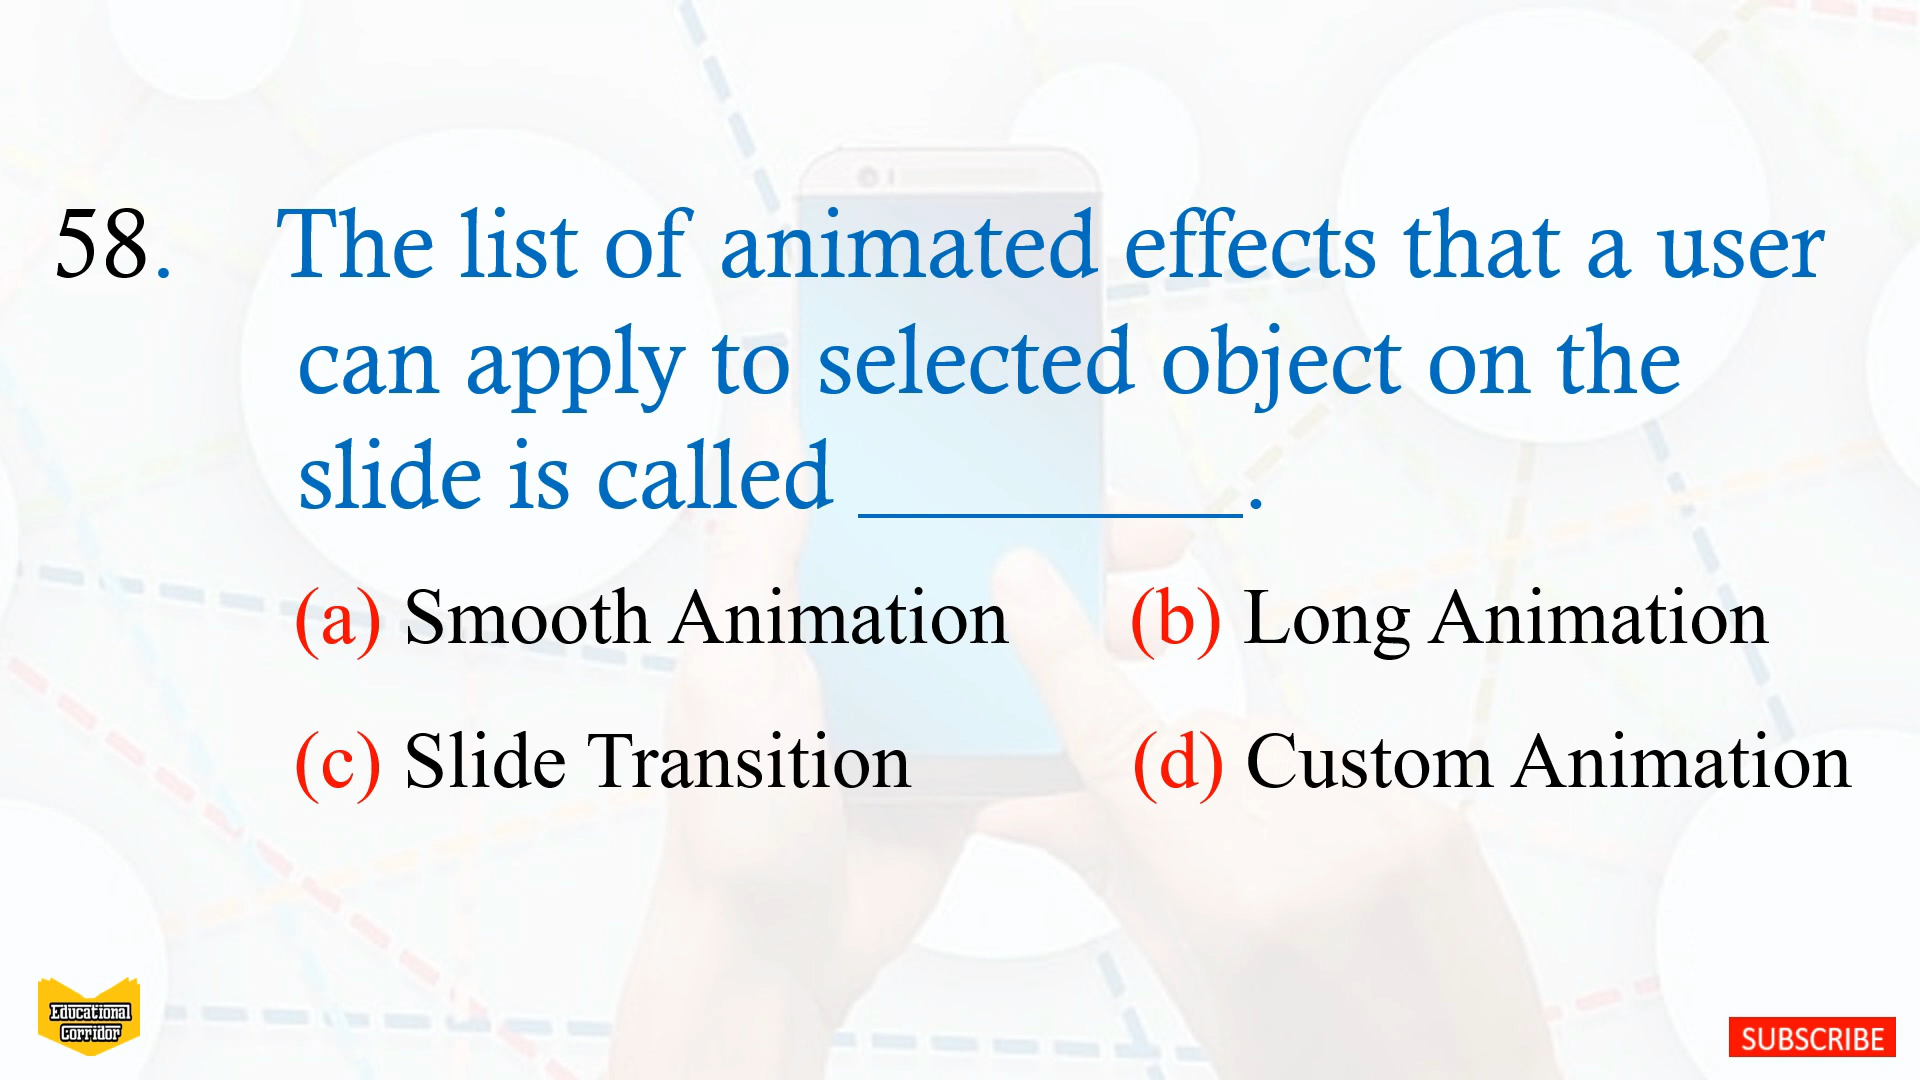 58. The list of animated effects that a user
can apply to selected object on the
slide is called _________.
(a) Smooth Animation (b) Long Animation
(c) Slide Transition (d) Custom Animation
Educational
Corridor
SUBSCRIBE